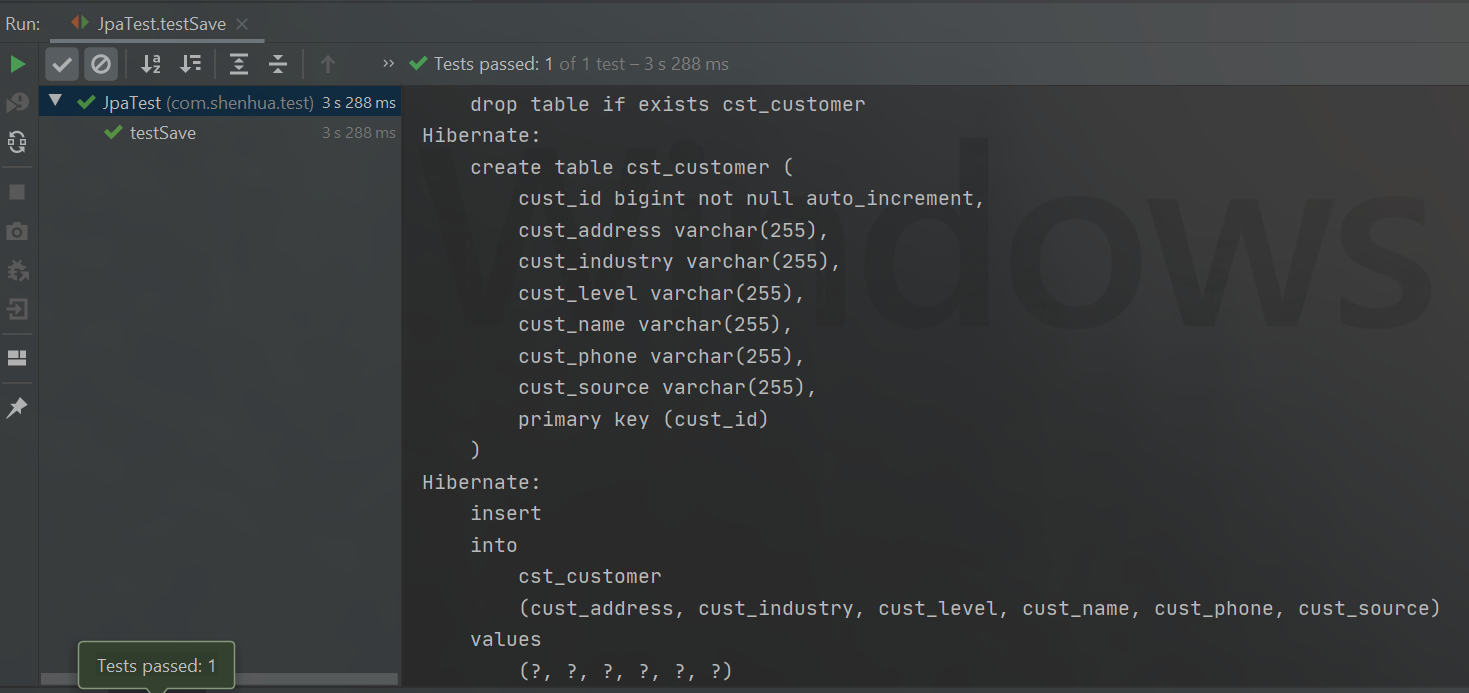 Run: JpaTest.testSave
Tests passed: 1 of 1 test – 3 s 288 ms
JpaTest (com.shenhua.test) 3 s 288 ms
testSave 3 s 288 ms
drop table if exists cst_customer
Hibernate:
create table cst_customer (
cust_id bigint not null auto_increment,
cust_address varchar(255),
cust_industry varchar(255),
cust_level varchar(255),
cust_name varchar(255),
cust_phone varchar(255),
cust_source varchar(255),
primary key (cust_id)
)
Hibernate:
insert
into
cst_customer
(cust_address, cust_industry, cust_level, cust_name, cust_phone, cust_source)
values
(?, ?, ?, ?, ?, ?)
Tests passed: 1
Windows